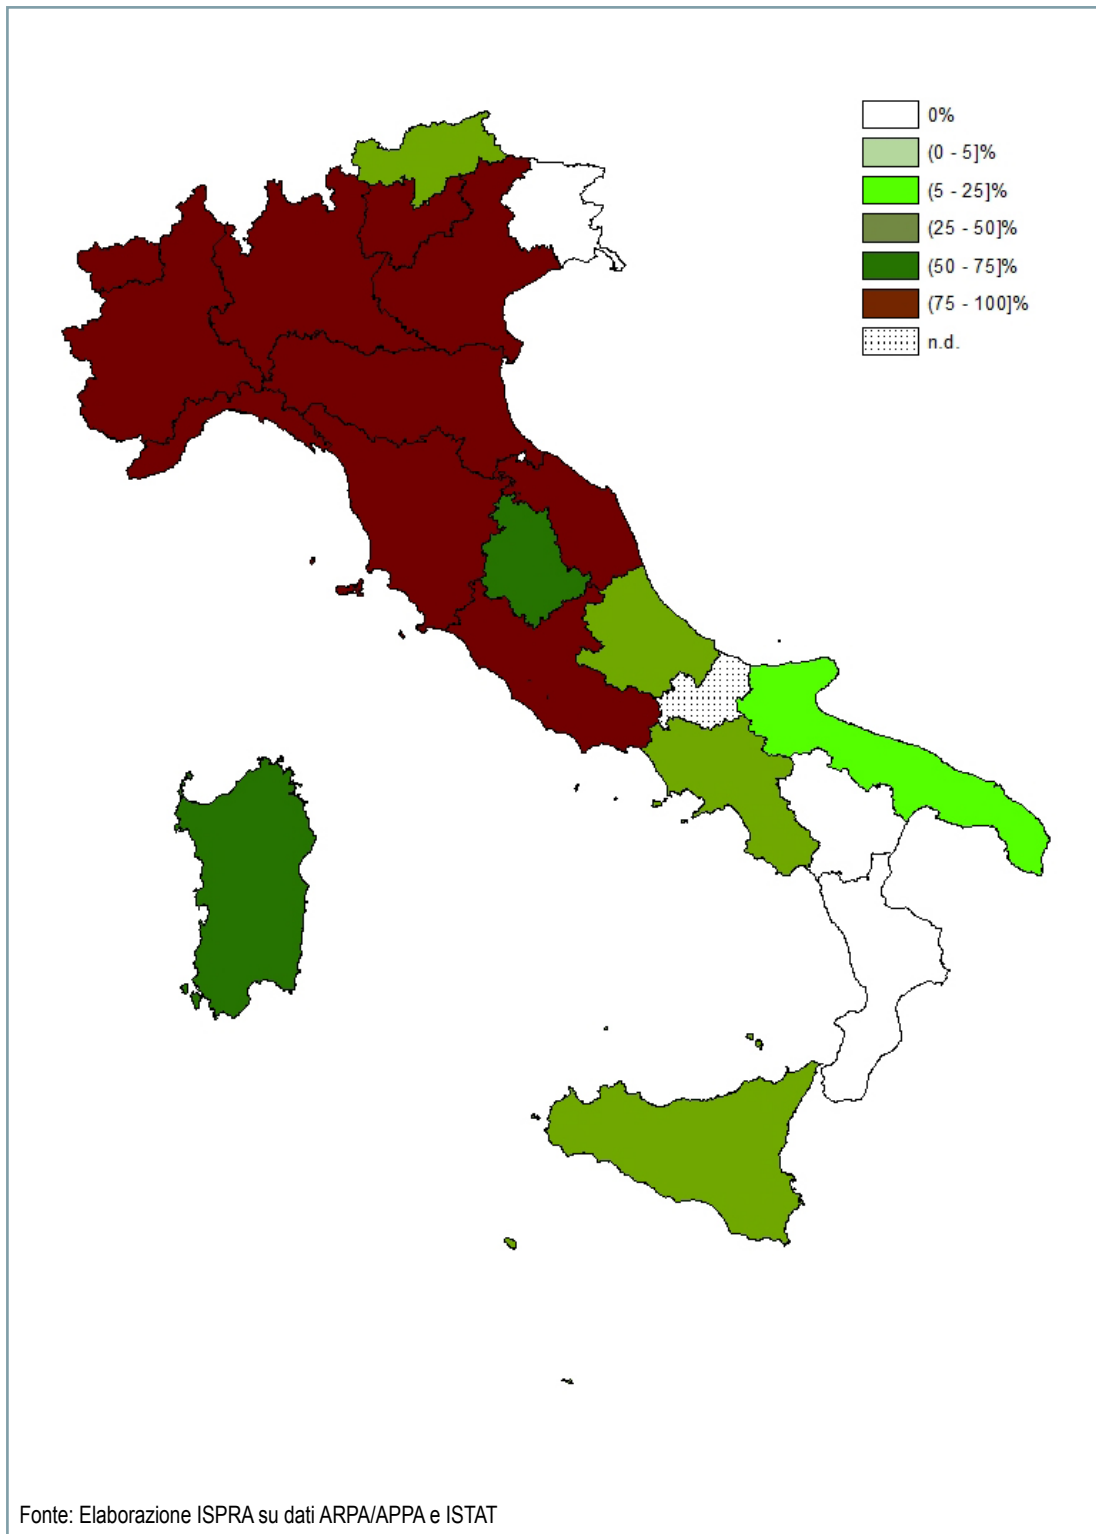 0%
(0 - 5]%
(5 - 25]%
(25 - 50]%
(50 - 75]%
(75 - 100]%
n.d.
Fonte: Elaborazione ISPRA su dati ARPA/APPA e ISTAT